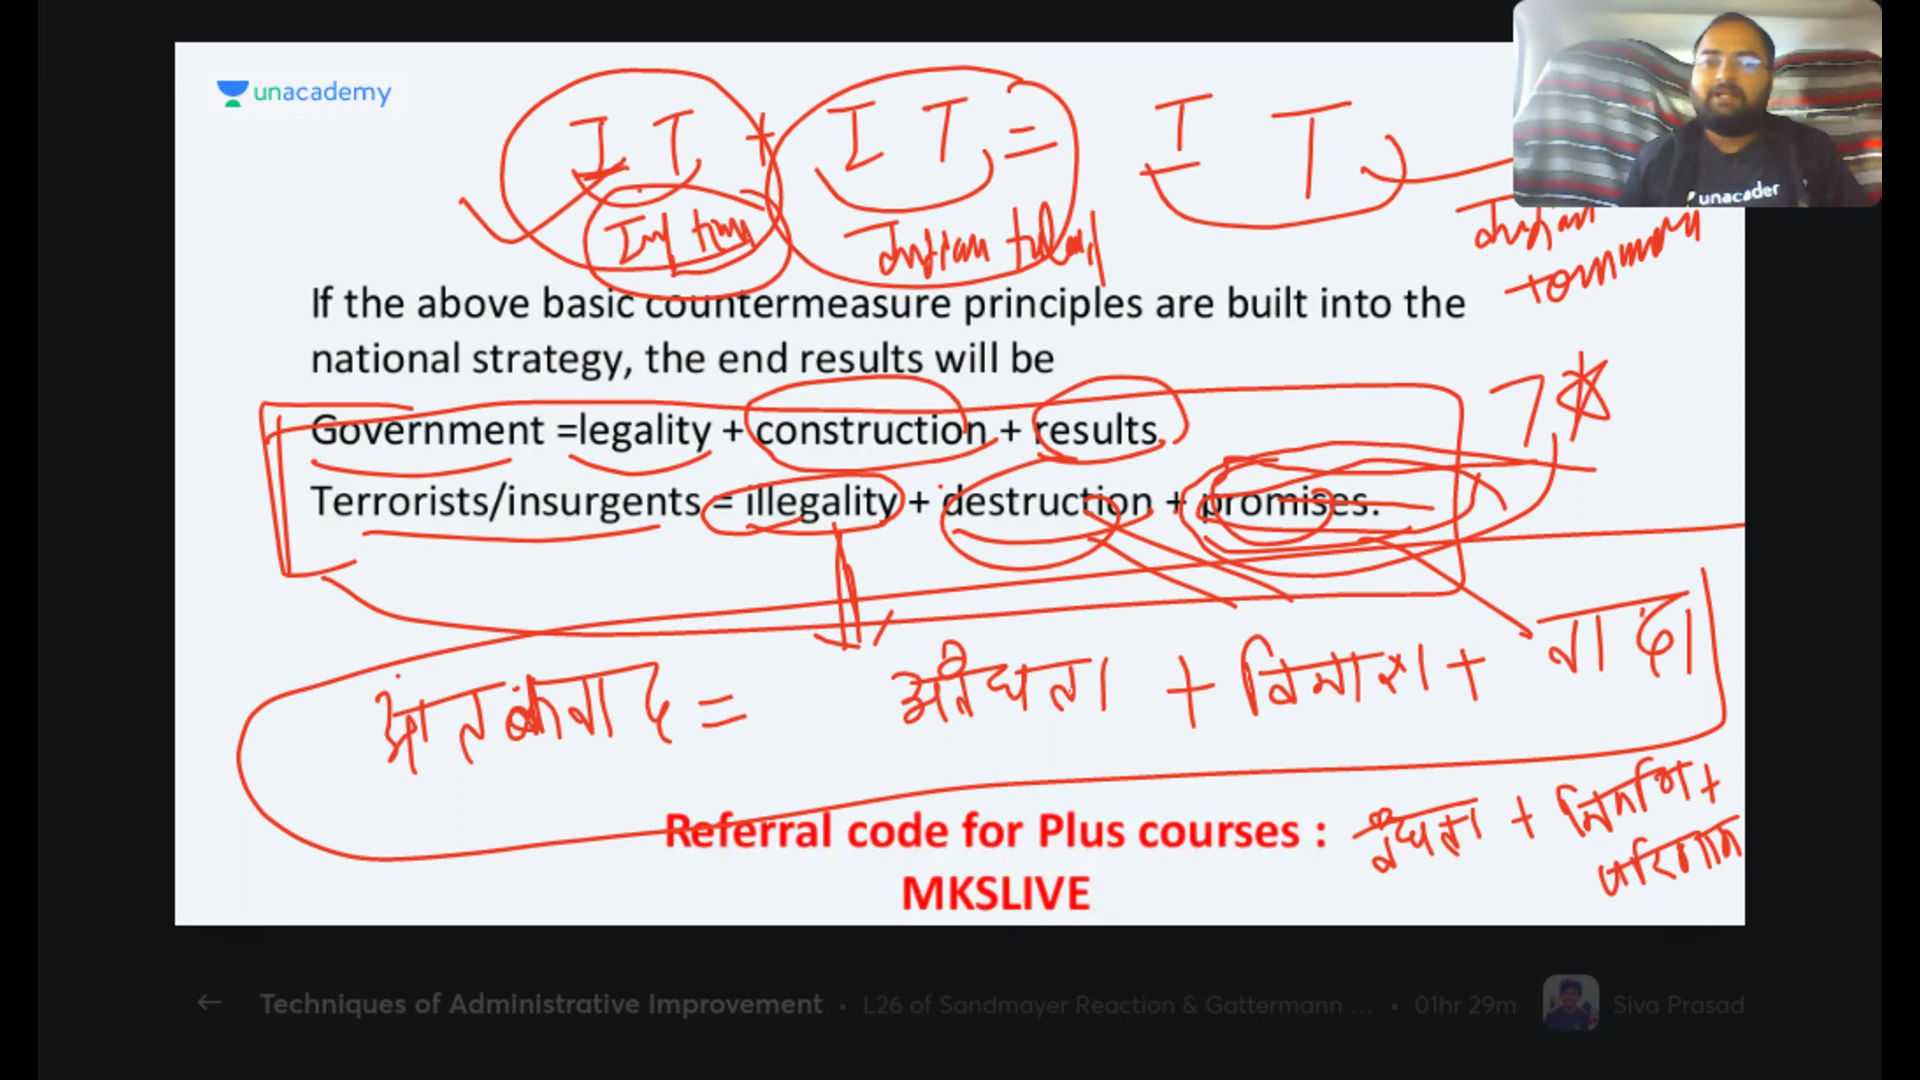 unacademy
I T + I T = I T
Indian
If the above basic countermeasure principles are built into the
national strategy, the end results will be
Government =legality + construction + results.
7
Terrorists/insurgents = illegality + destruction + promises.
आतंकवाद = अवैधता + विनाश + वादा
Referral code for Plus courses :
MKSLIVE
वैधता + निर्माण +
परिणाम
unacader
Techniques of Administrative Improvement • L26 of Sandmayer Reaction & Gattermann ... • 01hr 29m
Siva Prasad